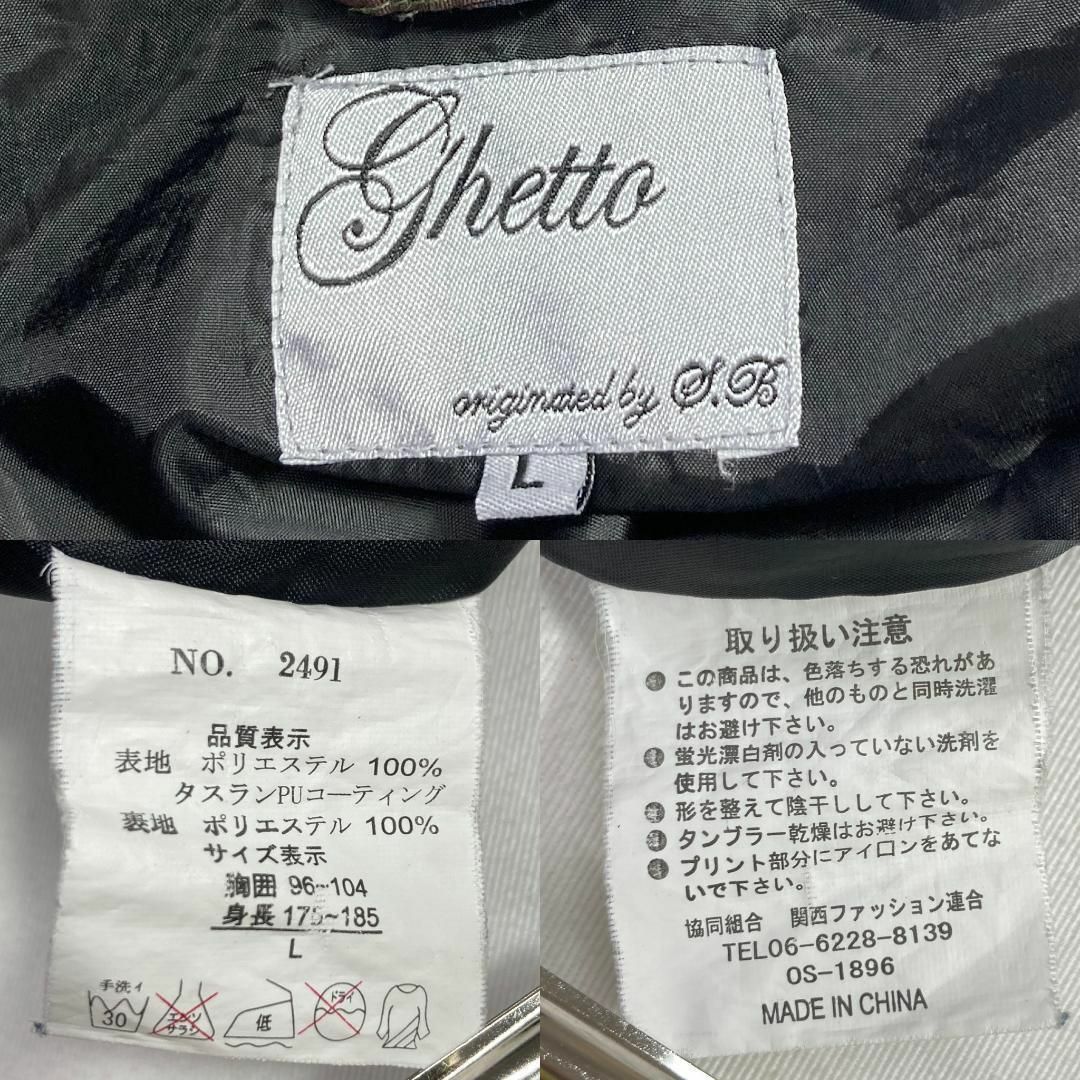 Ghetto
originated by S.B
L
NO. 2491
品質表示
表地 ポリエステル 100%
タスランPUコーティング
裏地 ポリエステル 100%
サイズ表示
胸囲 96~104
身長 175~185
L
手洗イ
30
エンソ
サラシ
低
ドライ
取り扱い注意
● この商品は、色落ちする恐れがあ
りますので、他のものと同時洗濯
はお避け下さい。
● 蛍光漂白剤の入っていない洗剤を
使用して下さい。
● 形を整えて陰干しして下さい。
● タンブラー乾燥はお避け下さい。
● プリント部分にアイロンをあてな
いで下さい。
協同組合 関西ファッション連合
TEL06-6228-8139
OS-1896
MADE IN CHINA